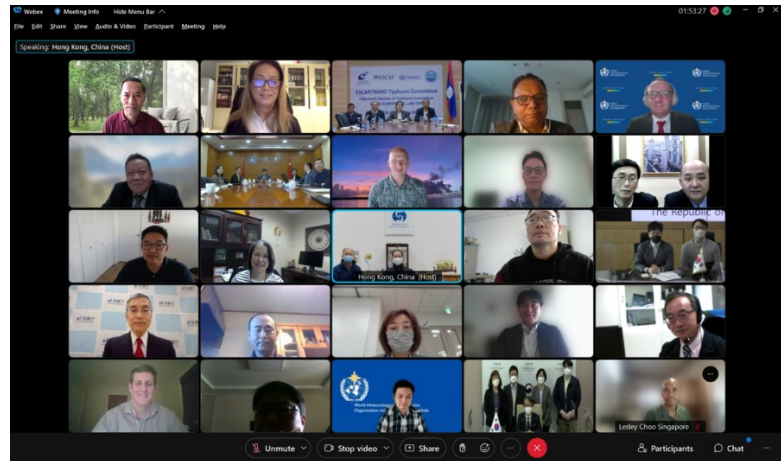 Webex
Meeting Info
Hide Menu Bar
01:53:27
File Edit Share View Audio & Video Participant Meeting Help
Speaking: Hong Kong, China (Host)
ESCAP/WMO Typhoon Committee
The Republic of
Hong Kong, China (Host)
World Meteorological
Lesley Choo Singapore
Unmute
Stop video
Share
Participants
Chat